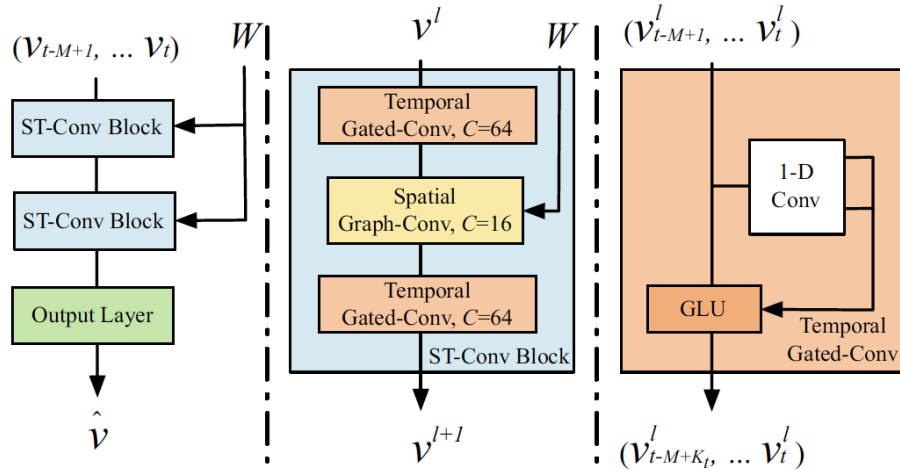 (v_{t-M+1}, ... v_t)
W
ST-Conv Block
ST-Conv Block
Output Layer
v̂
v^l
W
Temporal
Gated-Conv, C=64
Spatial
Graph-Conv, C=16
Temporal
Gated-Conv, C=64
ST-Conv Block
v^{l+1}
(v^l_{t-M+1}, ... v^l_t)
1-D
Conv
GLU
Temporal
Gated-Conv
(v^l_{t-M+K_t}, ... v^l_t)